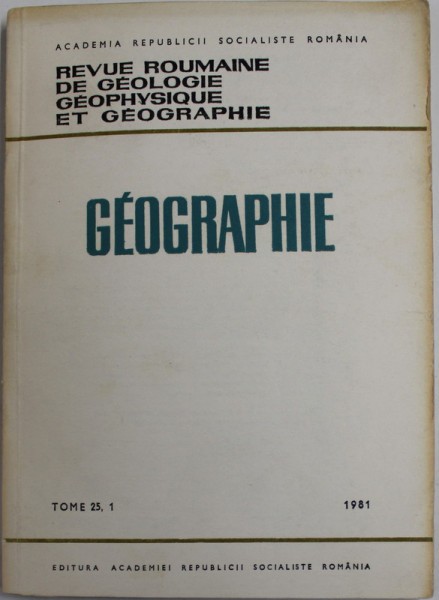 ACADEMIA REPUBLICII SOCIALISTE ROMÂNIA
REVUE ROUMAINE
DE GÉOLOGIE
GÉOPHYSIQUE
ET GÉOGRAPHIE
GÉOGRAPHIE
TOME 25, 1 1981
EDITURA ACADEMIEI REPUBLICII SOCIALISTE ROMÂNIA